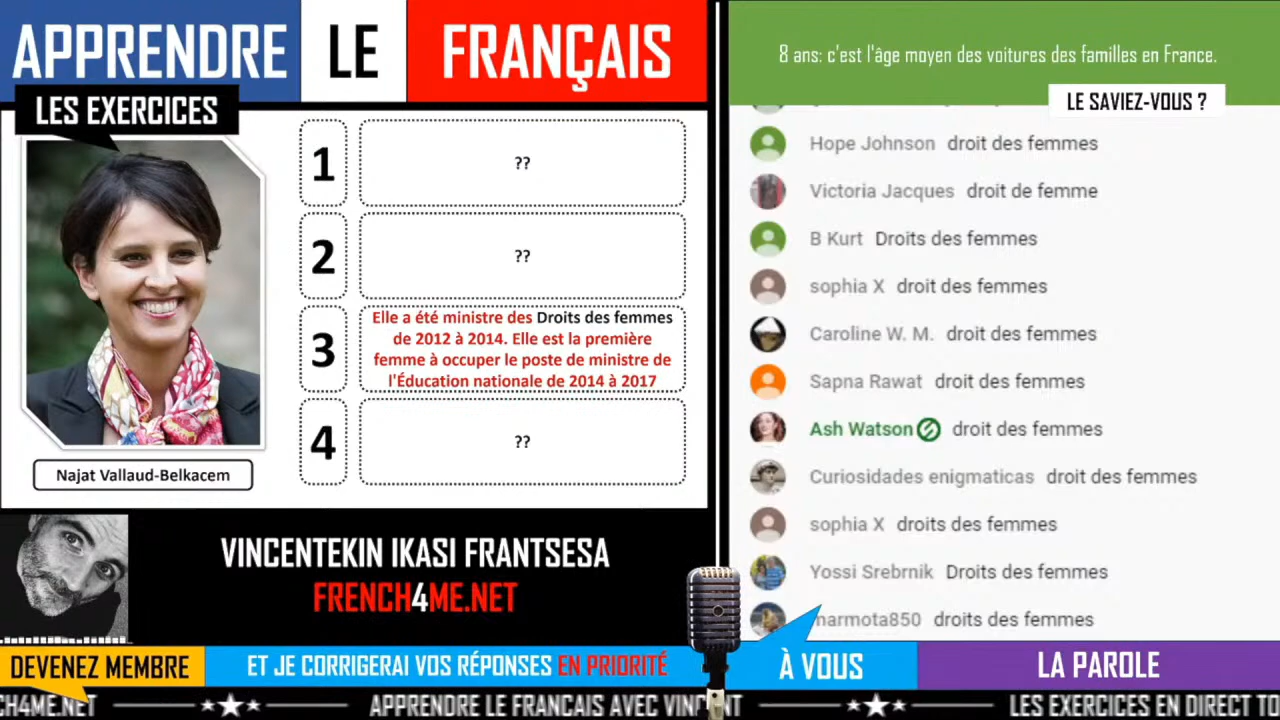 APPRENDRE LE FRANÇAIS
LES EXERCICES
1
??
2
??
3
Elle a été ministre des Droits des femmes
de 2012 à 2014. Elle est la première
femme à occuper le poste de ministre de
l'Éducation nationale de 2014 à 2017
4
??
Najat Vallaud-Belkacem
VINCENTEKIN IKASI FRANTSESA
FRENCH4ME.NET
8 ans: c'est l'âge moyen des voitures des familles en France.
LE SAVIEZ-VOUS ?
Hope Johnson droit des femmes
Victoria Jacques droit de femme
B Kurt Droits des femmes
sophia X droit des femmes
Caroline W. M. droit des femmes
Sapna Rawat droit des femmes
Ash Watson droit des femmes
Curiosidades enigmaticas droit des femmes
sophia X droits des femmes
Yossi Srebrnik Droits des femmes
marmota850 droits des femmes
DEVENEZ MEMBRE
ET JE CORRIGERAI VOS RÉPONSES EN PRIORITÉ
À VOUS
LA PAROLE
CH4ME.NET APPRENDRE LE FRANCAIS AVEC VINCENT LES EXERCICES EN DIRECT TO